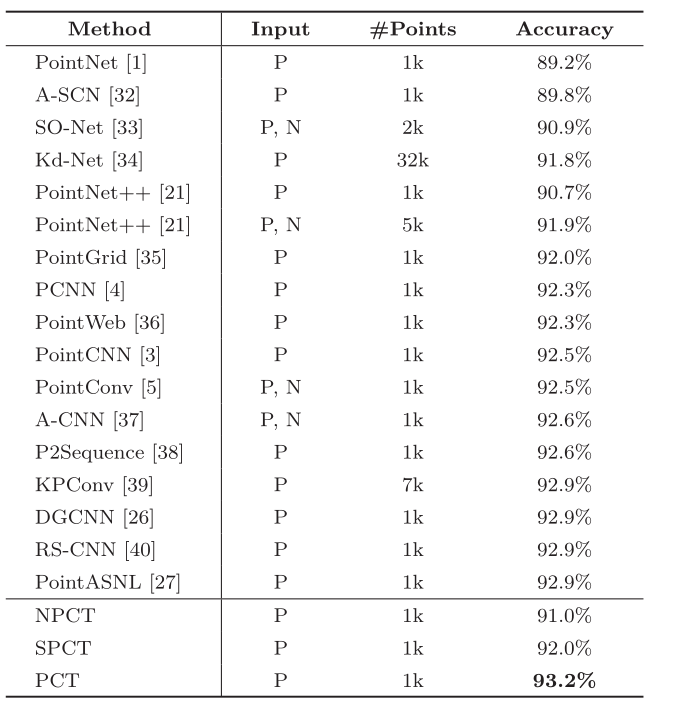 Method Input #Points Accuracy
PointNet [1] P 1k 89.2%
A-SCN [32] P 1k 89.8%
SO-Net [33] P, N 2k 90.9%
Kd-Net [34] P 32k 91.8%
PointNet++ [21] P 1k 90.7%
PointNet++ [21] P, N 5k 91.9%
PointGrid [35] P 1k 92.0%
PCNN [4] P 1k 92.3%
PointWeb [36] P 1k 92.3%
PointCNN [3] P 1k 92.5%
PointConv [5] P, N 1k 92.5%
A-CNN [37] P, N 1k 92.6%
P2Sequence [38] P 1k 92.6%
KPConv [39] P 7k 92.9%
DGCNN [26] P 1k 92.9%
RS-CNN [40] P 1k 92.9%
PointASNL [27] P 1k 92.9%
NPCT P 1k 91.0%
SPCT P 1k 92.0%
PCT P 1k 93.2%